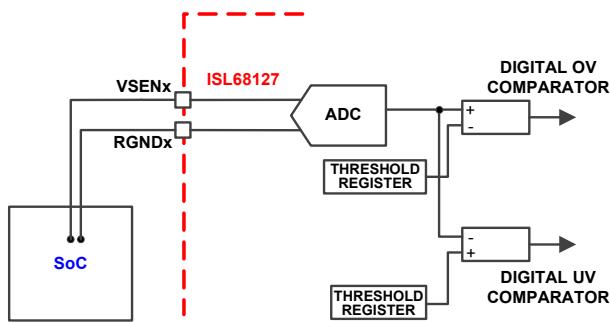 VSENx
ISL68127
RGNDx
ADC
DIGITAL OV
COMPARATOR
+
-
THRESHOLD
REGISTER
SoC
-
+
DIGITAL UV
COMPARATOR
THRESHOLD
REGISTER